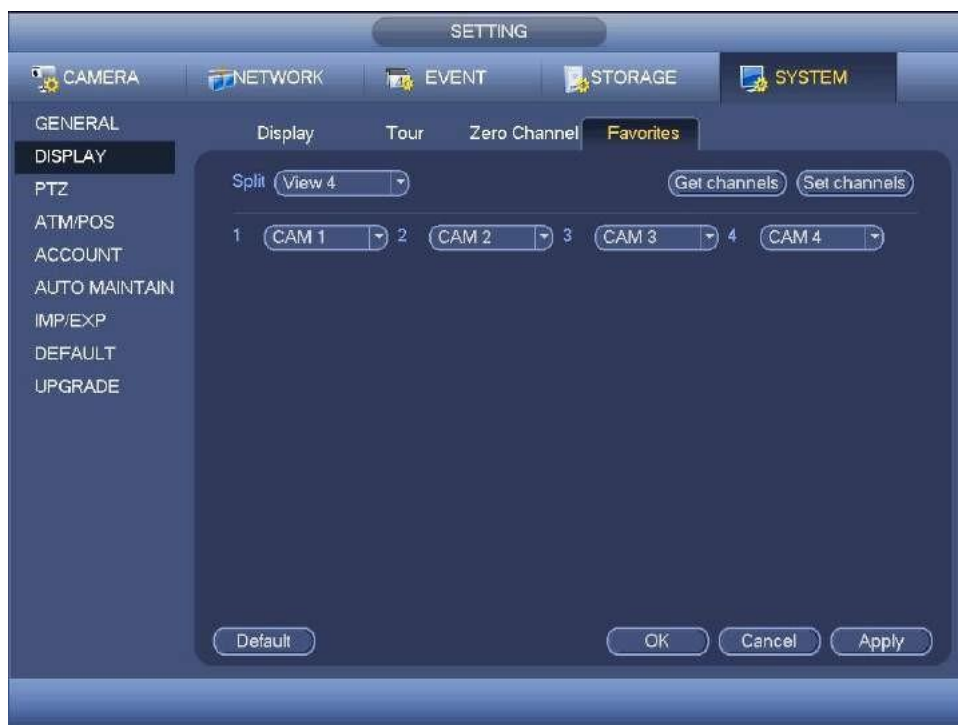 SETTING
CAMERA NETWORK EVENT STORAGE SYSTEM
GENERAL
DISPLAY
PTZ
ATM/POS
ACCOUNT
AUTO MAINTAIN
IMP/EXP
DEFAULT
UPGRADE
Display Tour Zero Channel Favorites
Split View 4 Get channels Set channels
1 CAM 1 2 CAM 2 3 CAM 3 4 CAM 4
Default OK Cancel Apply